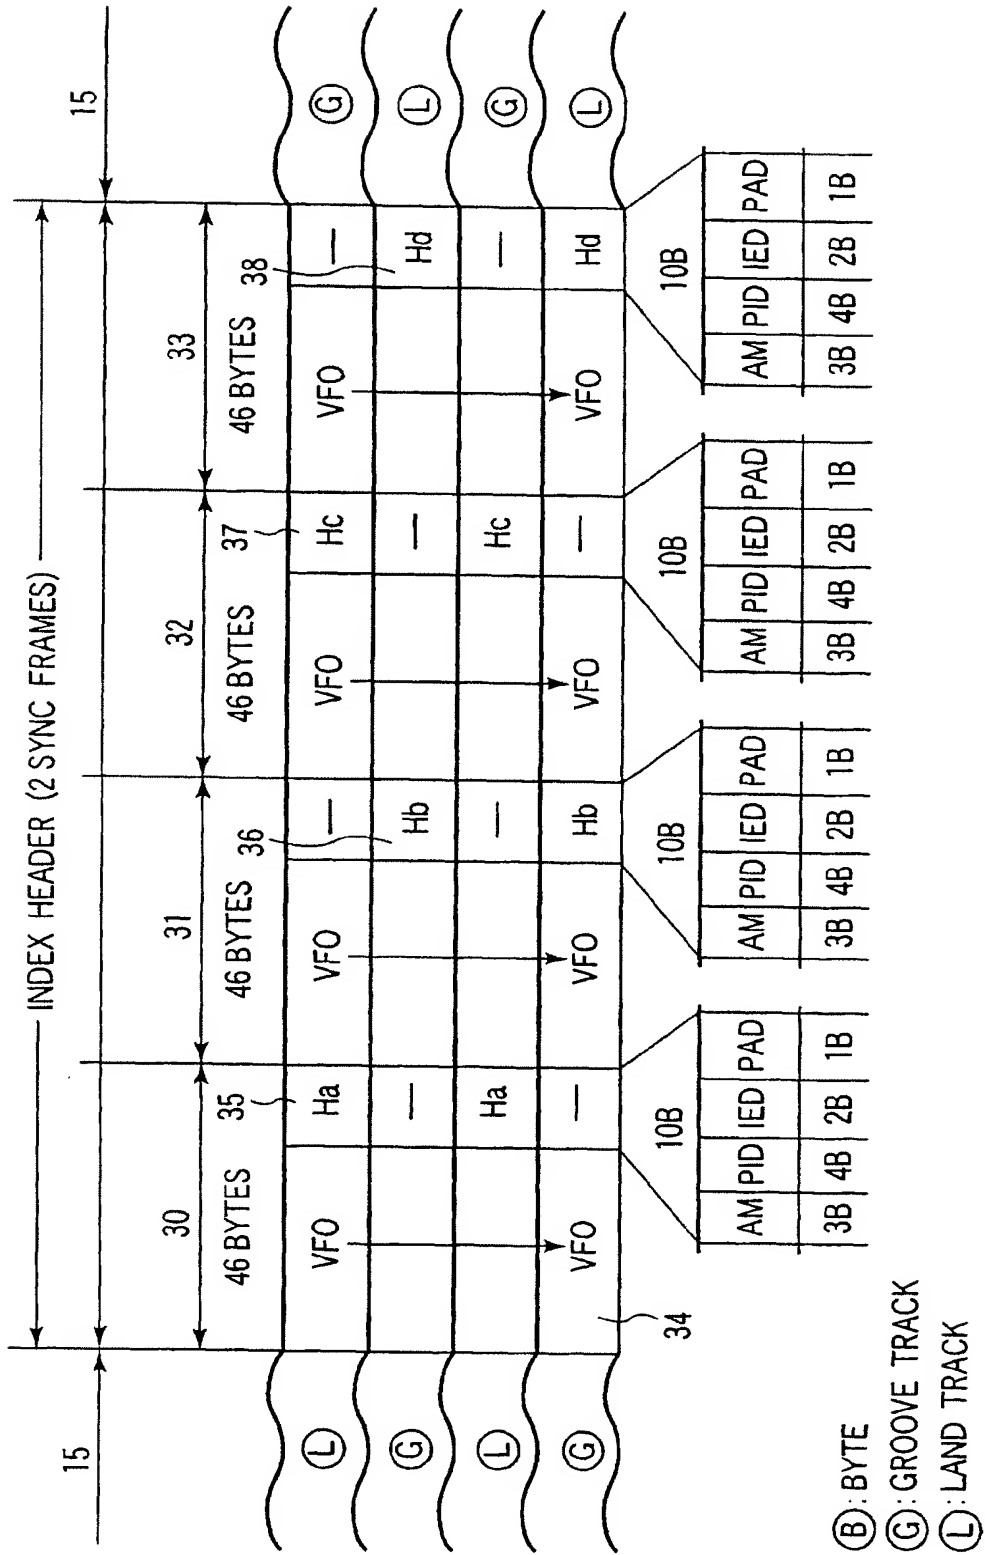 INDEX HEADER (2 SYNC FRAMES)
15 15
30 31 32 33
46 BYTES 46 BYTES 46 BYTES 46 BYTES
35 36 37 38
L VFO Ha VFO — VFO Hc VFO — G
G — Hb — Hd L
L Ha — Hc — G
G VFO — VFO Hb VFO — VFO Hd L
34
10B 10B 10B 10B
AM PID IED PAD AM PID IED PAD AM PID IED PAD AM PID IED PAD
3B 4B 2B 1B 3B 4B 2B 1B 3B 4B 2B 1B 3B 4B 2B 1B
B: BYTE
G: GROOVE TRACK
L: LAND TRACK